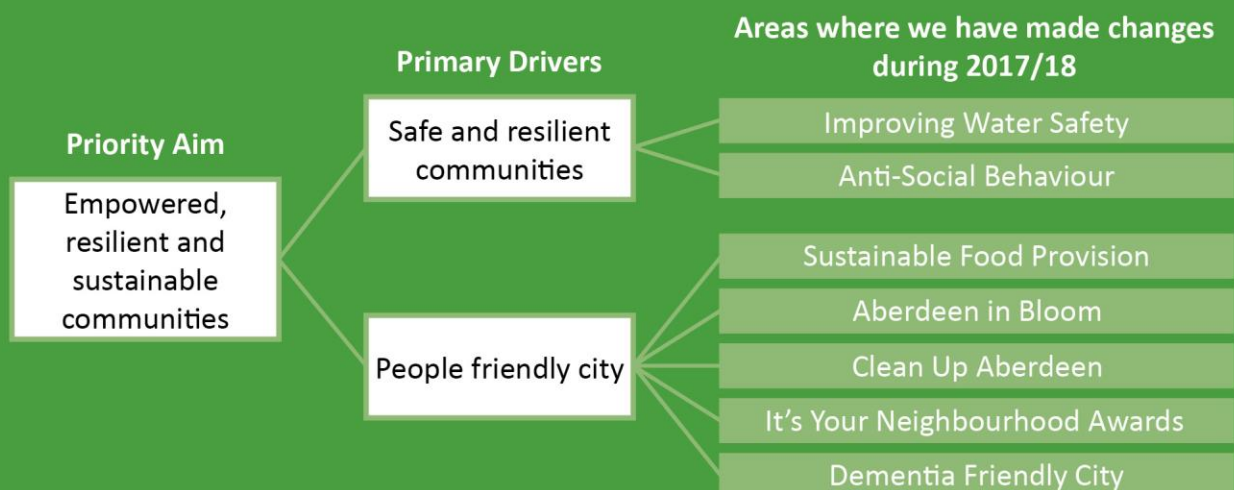 Priority Aim
Empowered,
resilient and
sustainable
communities
Primary Drivers
Safe and resilient
communities
People friendly city
Areas where we have made changes
during 2017/18
Improving Water Safety
Anti-Social Behaviour
Sustainable Food Provision
Aberdeen in Bloom
Clean Up Aberdeen
It's Your Neighbourhood Awards
Dementia Friendly City